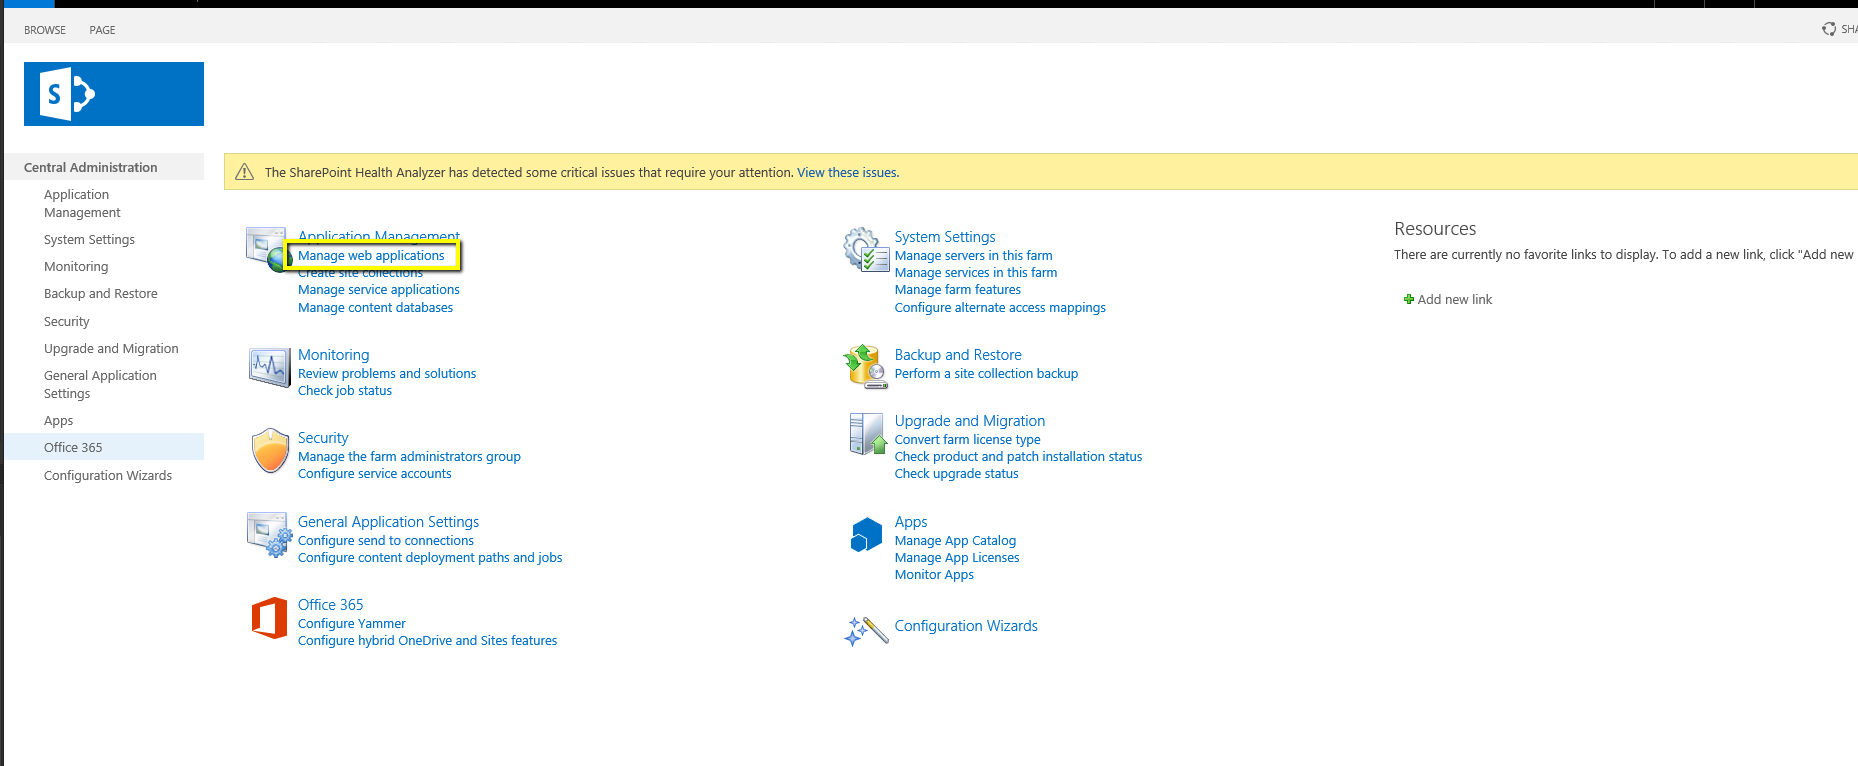 BROWSE PAGE
S
Central Administration
Application
Management
System Settings
Monitoring
Backup and Restore
Security
Upgrade and Migration
General Application
Settings
Apps
Office 365
Configuration Wizards
The SharePoint Health Analyzer has detected some critical issues that require your attention. View these issues.
Application Management
Manage web applications
Create site collections
Manage service applications
Manage content databases
Monitoring
Review problems and solutions
Check job status
Security
Manage the farm administrators group
Configure service accounts
General Application Settings
Configure send to connections
Configure content deployment paths and jobs
Office 365
Configure Yammer
Configure hybrid OneDrive and Sites features
System Settings
Manage servers in this farm
Manage services in this farm
Manage farm features
Configure alternate access mappings
Backup and Restore
Perform a site collection backup
Upgrade and Migration
Convert farm license type
Check product and patch installation status
Check upgrade status
Apps
Manage App Catalog
Manage App Licenses
Monitor Apps
Configuration Wizards
Resources
There are currently no favorite links to display. To add a new link, click "Add new
Add new link